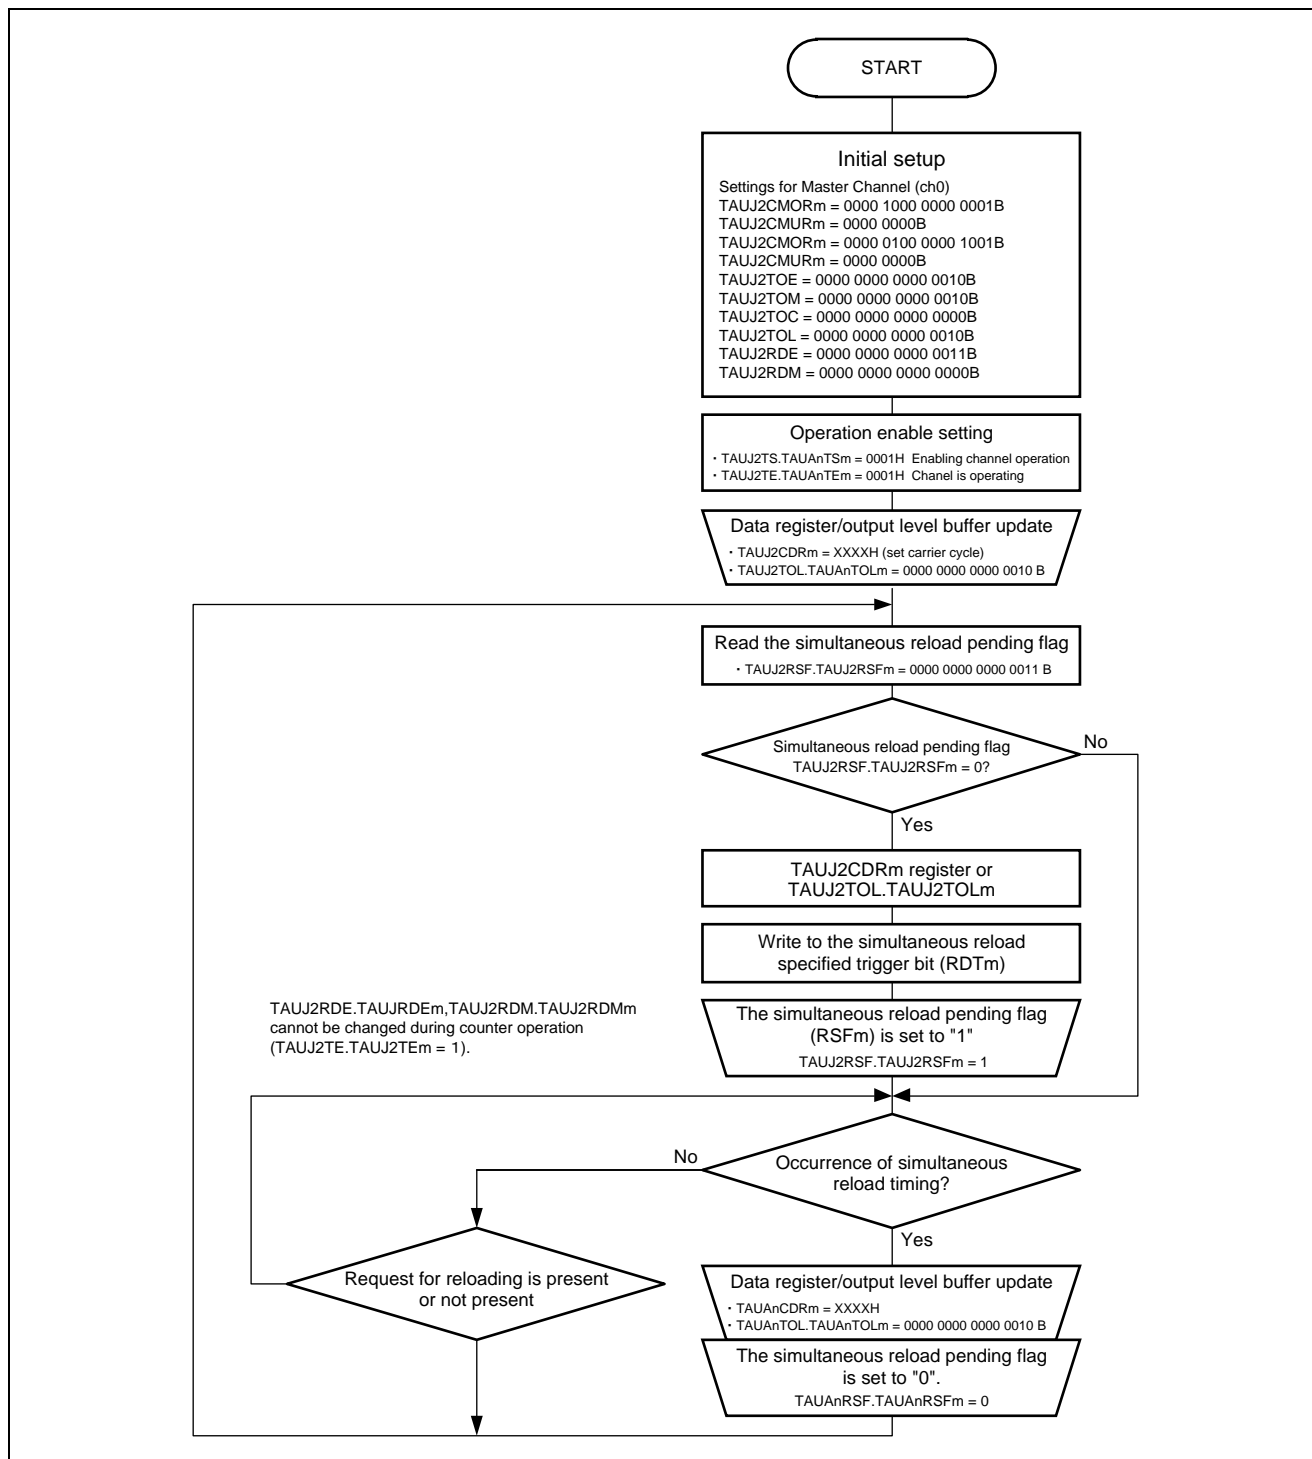 START
Initial setup
Settings for Master Channel (ch0)
TAUJ2CMORm = 0000 1000 0000 0001B
TAUJ2CMURm = 0000 0000B
TAUJ2CMORm = 0000 0100 0000 1001B
TAUJ2CMURm = 0000 0000B
TAUJ2TOE = 0000 0000 0000 0010B
TAUJ2TOM = 0000 0000 0000 0010B
TAUJ2TOC = 0000 0000 0000 0000B
TAUJ2TOL = 0000 0000 0000 0010B
TAUJ2RDE = 0000 0000 0000 0011B
TAUJ2RDM = 0000 0000 0000 0000B
Operation enable setting
・TAUJ2TS.TAUAnTSm = 0001H  Enabling channel operation
・TAUJ2TE.TAUAnTEm = 0001H  Chanel is operating
Data register/output level buffer update
・TAUJ2CDRm = XXXXH (set carrier cycle)
・TAUJ2TOL.TAUAnTOLm = 0000 0000 0000 0010 B
Read the simultaneous reload pending flag
・TAUJ2RSF.TAUJ2RSFm = 0000 0000 0000 0011 B
Simultaneous reload pending flag
TAUJ2RSF.TAUJ2RSFm = 0?
No
Yes
TAUJ2CDRm register or
TAUJ2TOL.TAUJ2TOLm
Write to the simultaneous reload
specified trigger bit (RDTm)
The simultaneous reload pending flag
(RSFm) is set to "1"
TAUJ2RSF.TAUJ2RSFm = 1
TAUJ2RDE.TAUJRDEm,TAUJ2RDM.TAUJ2RDMm
cannot be changed during counter operation
(TAUJ2TE.TAUJ2TEm = 1).
Occurrence of simultaneous
reload timing?
No
Yes
Request for reloading is present
or not present
Data register/output level buffer update
・TAUAnCDRm = XXXXH
・TAUAnTOL.TAUAnTOLm = 0000 0000 0000 0010 B
The simultaneous reload pending flag
is set to "0".
TAUAnRSF.TAUAnRSFm = 0